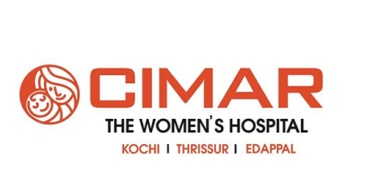 CIMAR
THE WOMEN'S HOSPITAL
KOCHI I THRISSUR I EDAPPAL